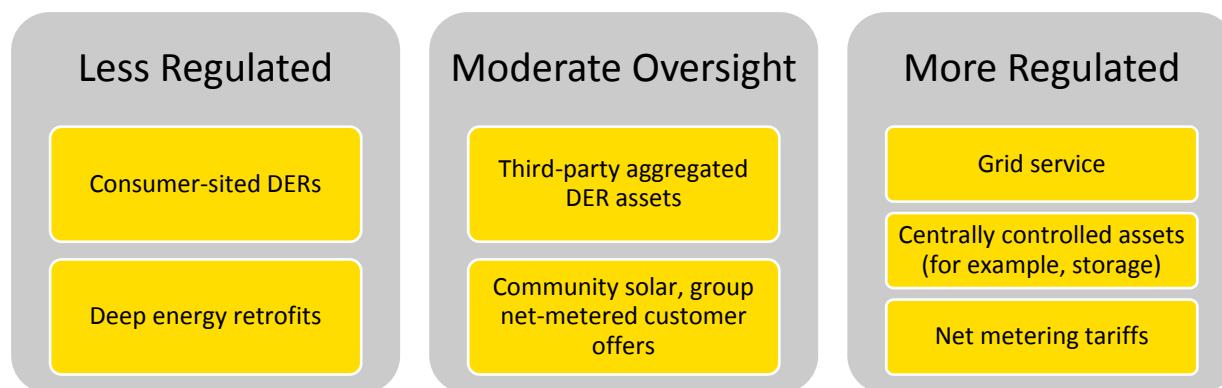 Less Regulated
Consumer-sited DERs
Deep energy retrofits
Moderate Oversight
Third-party aggregated
DER assets
Community solar, group
net-metered customer
offers
More Regulated
Grid service
Centrally controlled assets
(for example, storage)
Net metering tariffs